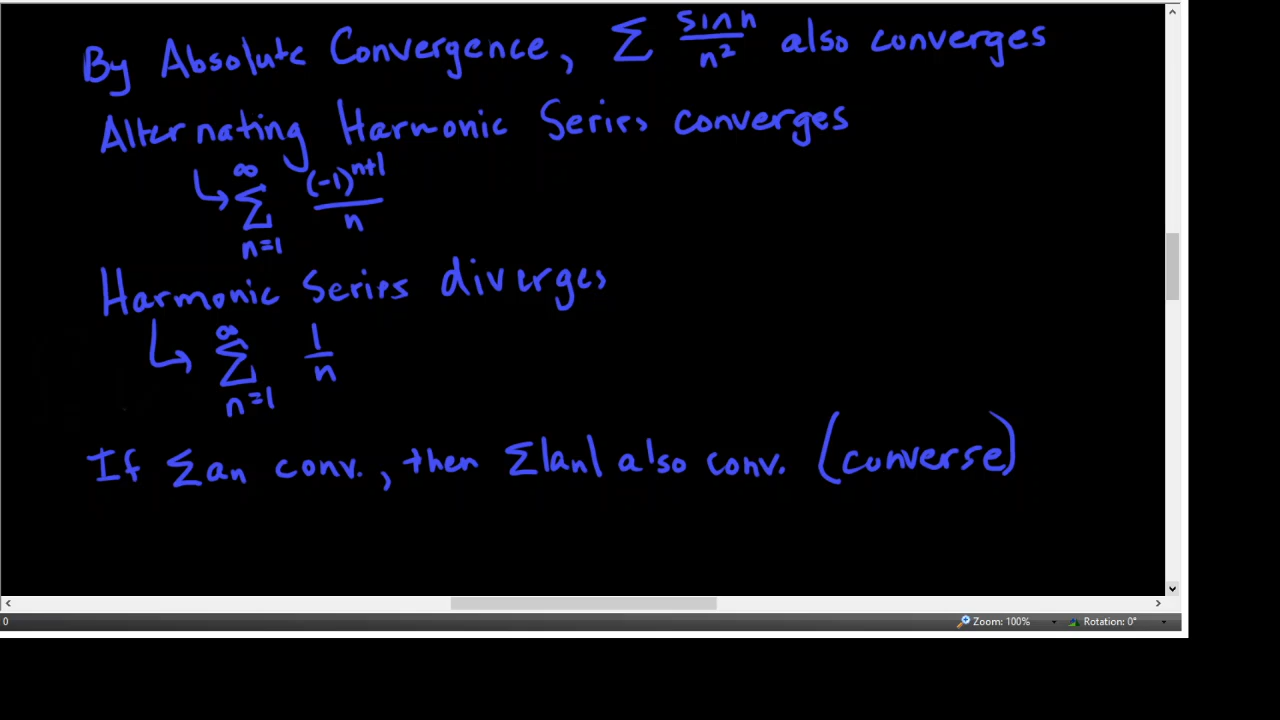 By Absolute Convergence, Σ sin n / n² also converges
Alternating Harmonic Series converges
↳ ∞ Σ n=1 (-1)^(n+1) / n
Harmonic Series diverges
↳ ∞ Σ n=1 1 / n
If Σan conv., then Σ|an| also conv. (converse)
0 Zoom: 100% Rotation: 0°